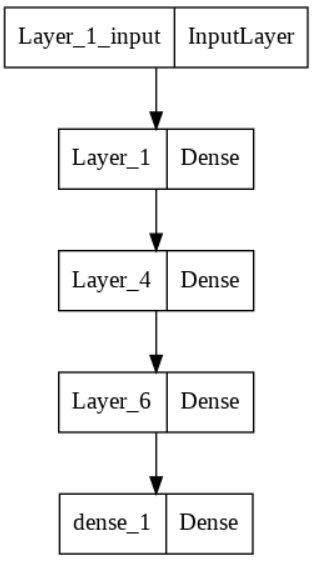 Layer_1_input InputLayer
Layer_1 Dense
Layer_4 Dense
Layer_6 Dense
dense_1 Dense